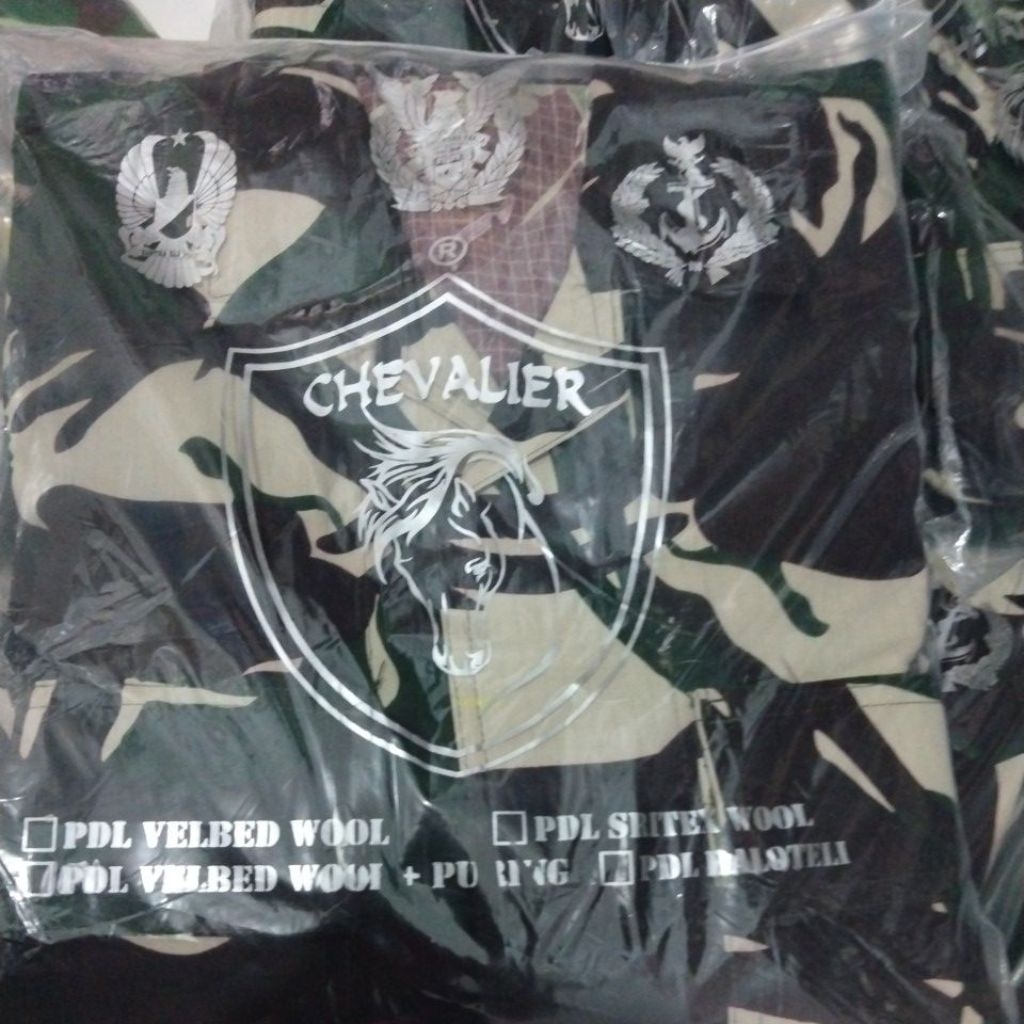 ®
CHEVALIER
PDL VELBED WOOL
PDL SRITEX WOOL
PDL VELBED WOOL + PURING
PDL